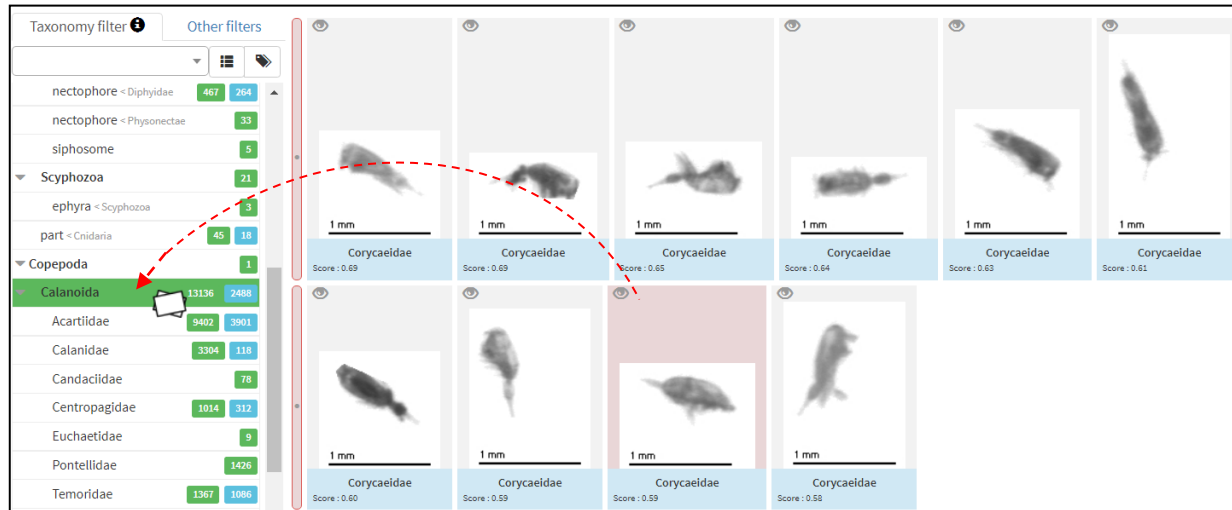 Taxonomy filter i
Other filters
nectophore < Diphyidae 467 264
nectophore < Physonectae 33
siphosome 5
Scyphozoa 21
ephyra < Scyphozoa 3
part < Cnidaria 45 18
Copepoda 1
Calanoida 13136 2488
Acartiidae 9402 3901
Calanidae 3304 118
Candaciidae 78
Centropagidae 1014 312
Euchaetidae 9
Pontellidae 1426
Temoridae 1367 1086
1 mm
Corycaeidae
Score : 0.69
1 mm
Corycaeidae
Score : 0.69
1 mm
Corycaeidae
Score : 0.65
1 mm
Corycaeidae
Score : 0.64
1 mm
Corycaeidae
Score : 0.63
1 mm
Corycaeidae
Score : 0.61
1 mm
Corycaeidae
Score : 0.60
1 mm
Corycaeidae
Score : 0.59
1 mm
Corycaeidae
Score : 0.59
1 mm
Corycaeidae
Score : 0.58